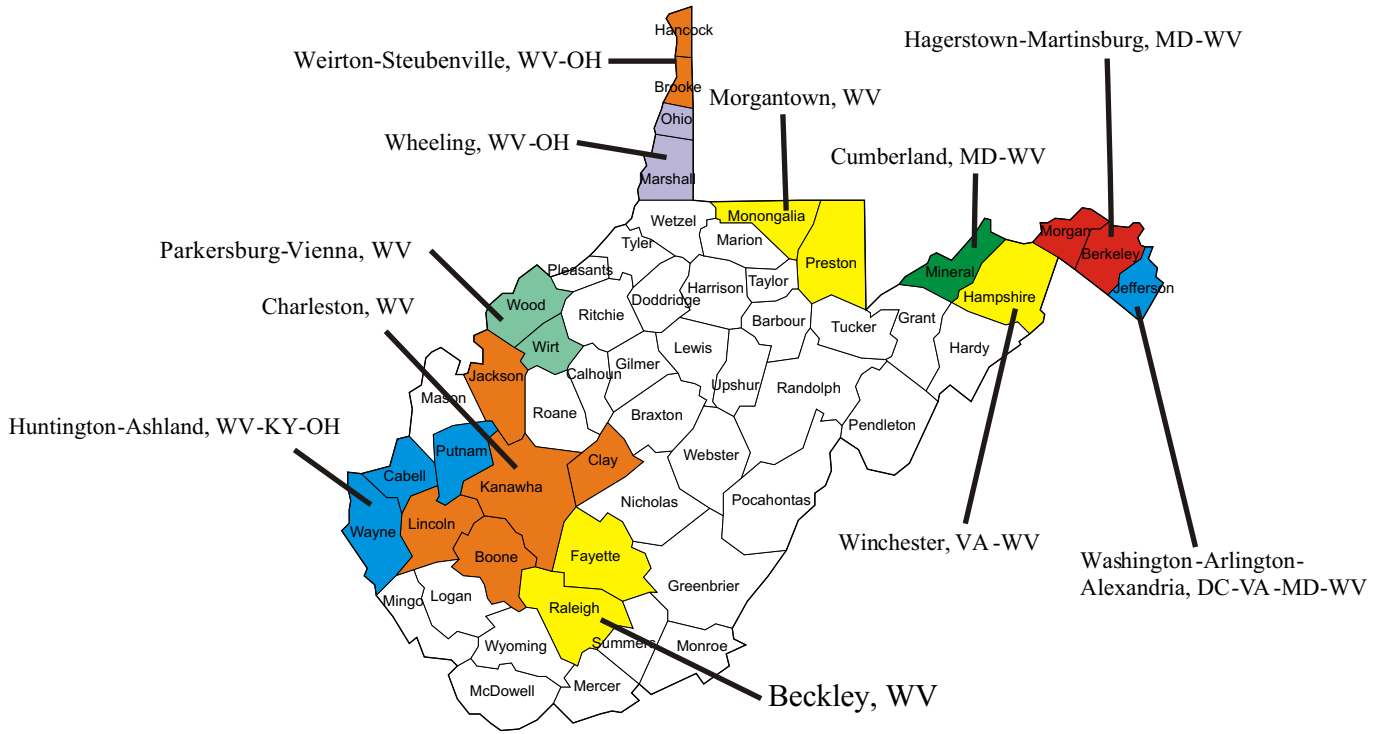 Hancock
Hagerstown-Martinsburg, MD-WV
Weirton-Steubenville, WV-OH
Brooke
Morgantown, WV
Ohio
Wheeling, WV-OH
Cumberland, MD-WV
Marshall
Monongalia
Wetzel
Morgan
Marion
Tyler
Parkersburg-Vienna, WV
Berkeley
Preston
Pleasants
Mineral
Taylor
Harrison
Jefferson
Hampshire
Doddridge
Charleston, WV
Wood
Ritchie
Barbour
Tucker
Grant
Wirt
Lewis
Hardy
Gilmer
Calhoun
Jackson
Upshur
Randolph
Mason
Roane
Braxton
Huntington-Ashland, WV-KY-OH
Pendleton
Putnam
Webster
Clay
Cabell
Kanawha
Pocahontas
Nicholas
Lincoln
Wayne
Winchester, VA-WV
Boone
Fayette
Washington-Arlington-
Alexandria, DC-VA-MD-WV
Greenbrier
Logan
Mingo
Raleigh
Summers
Wyoming
Monroe
Mercer
McDowell
Beckley, WV